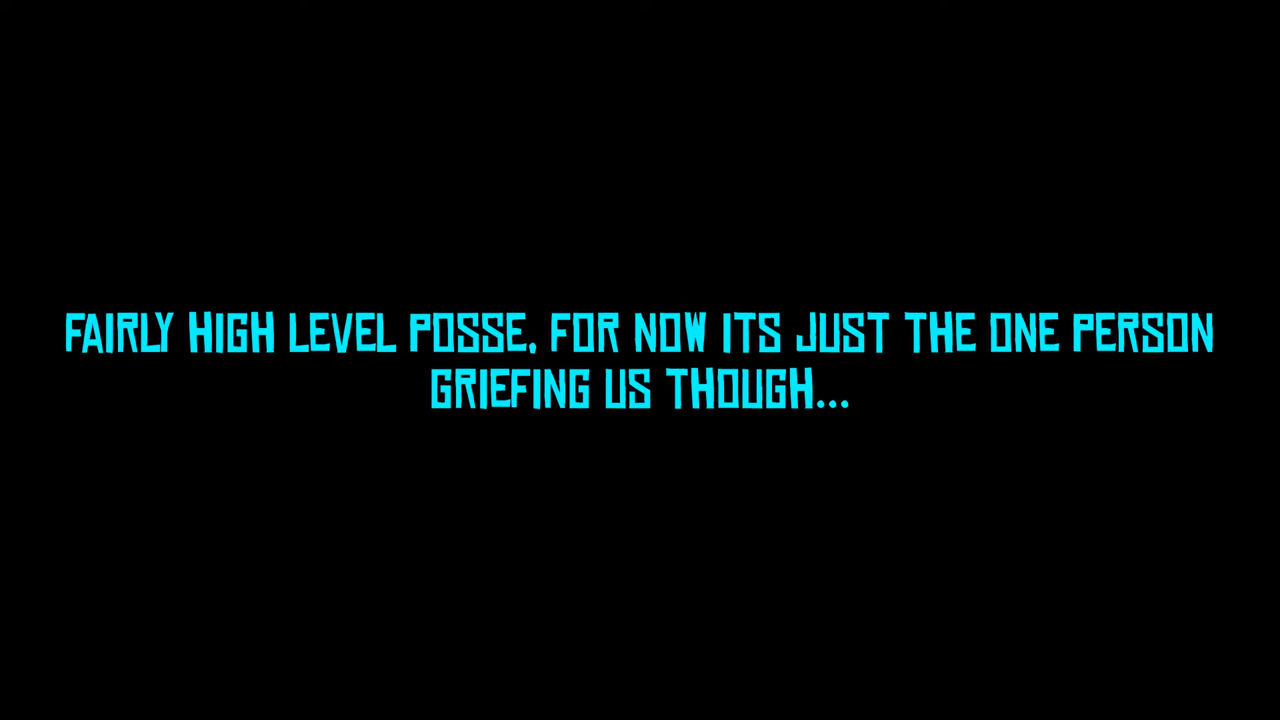 FAIRLY HIGH LEVEL POSSE, FOR NOW ITS JUST THE ONE PERSON
GRIEFING US THOUGH...